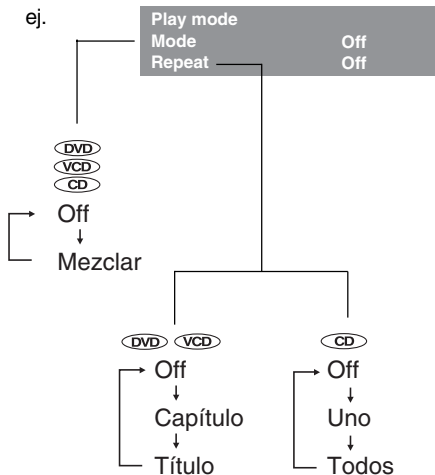 ej.
Play mode
Mode Off
Repeat Off
DVD
VCD
CD
Off
Mezclar
DVD VCD
Off
Capítulo
Título
CD
Off
Uno
Todos